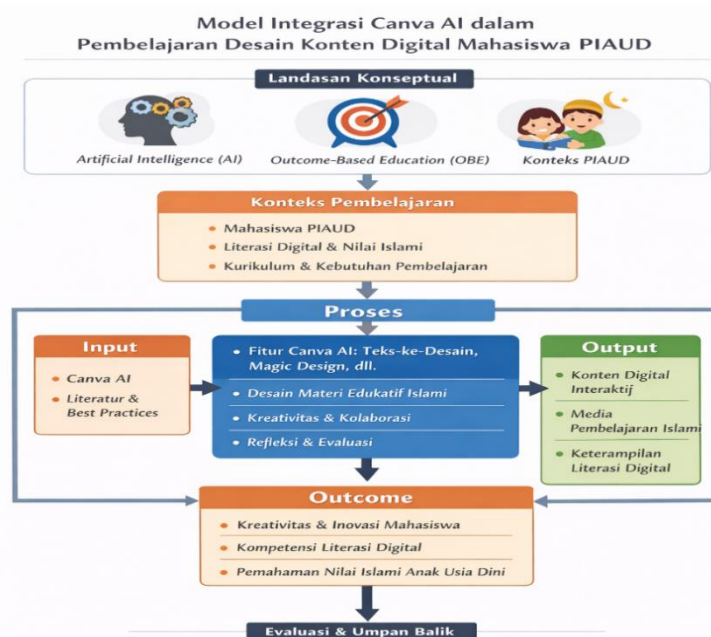 Model Integrasi Canva AI dalam
Pembelajaran Desain Konten Digital Mahasiswa PIAUD
Landasan Konseptual
Artificial Intelligence (AI)
Outcome-Based Education (OBE)
Konteks PIAUD
Konteks Pembelajaran
Mahasiswa PIAUD
Literasi Digital & Nilai Islami
Kurikulum & Kebutuhan Pembelajaran
Proses
Input
Canva AI
Literatur &
Best Practices
Fitur Canva AI: Teks-ke-Desain,
Magic Design, dll.
Desain Materi Edukatif Islami
Kreativitas & Kolaborasi
Refleksi & Evaluasi
Output
Konten Digital
Interaktif
Media
Pembelajaran Islami
Keterampilan
Literasi Digital
Outcome
Kreativitas & Inovasi Mahasiswa
Kompetensi Literasi Digital
Pemahaman Nilai Islami Anak Usia Dini
Evaluasi & Umpan Balik